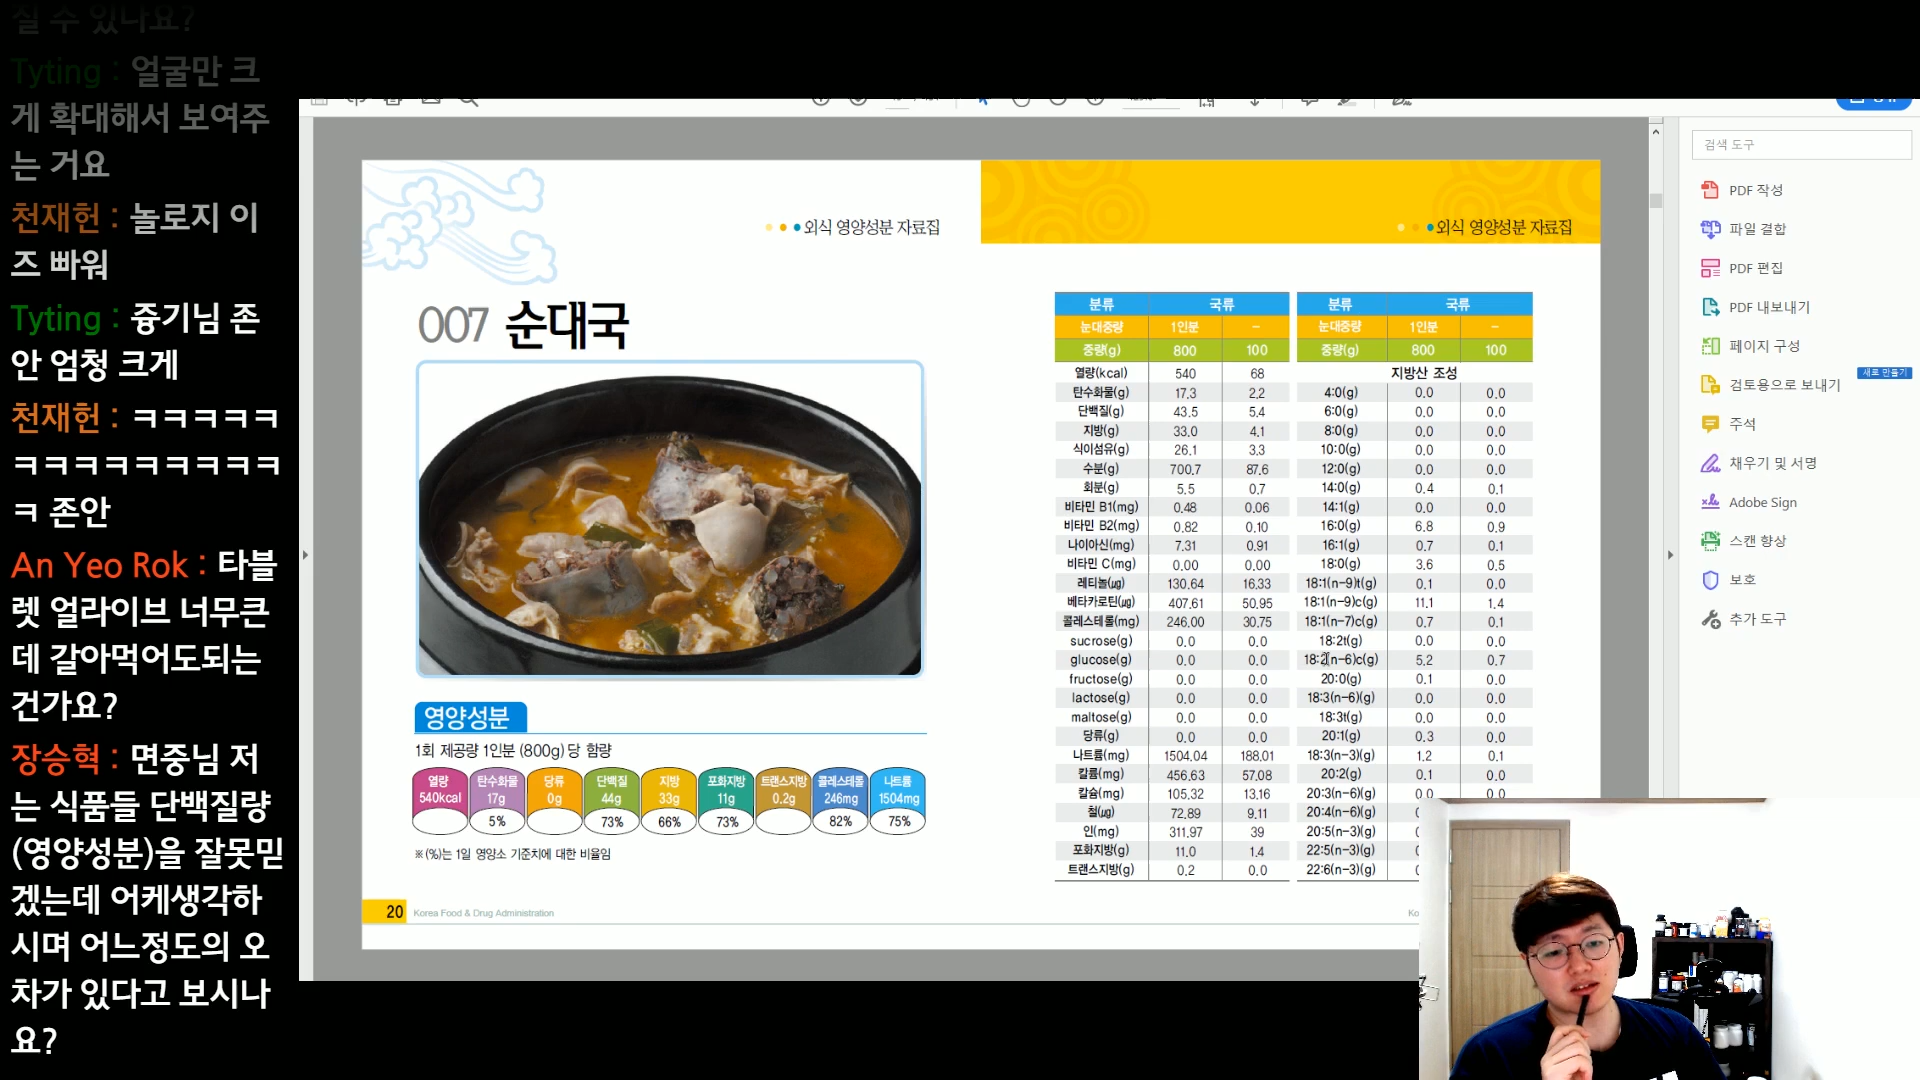 질 수 있나요?
Tyting : 얼굴만 크
게 확대해서 보여주
는 거요
천재헌 : 놀로지 이
즈 빠워
Tyting : 즁기님 존
안 엄청 크게
천재헌 : ㅋㅋㅋㅋㅋ
ㅋㅋㅋㅋㅋㅋㅋㅋㅋ
ㅋ 존안
An Yeo Rok : 타블
렛 얼라이브 너무큰
데 갈아먹어도되는
건가요?
장승혁 : 면중님 저
는 식품들 단백질량
(영양성분)을 잘못믿
겠는데 어케생각하
시며 어느정도의 오
차가 있다고 보시나
요?
외식 영양성분 자료집
007 순대국
영양성분
1회 제공량 1인분 (800g) 당 함량
열량 탄수화물 당류 단백질 지방 포화지방 트랜스지방 콜레스테롤 나트륨
540kcal 17g 0g 44g 33g 11g 0.2g 246mg 1504mg
5% 73% 66% 73% 82% 75%
※(%)는 1일 영양소 기준치에 대한 비율임
20 Korea Food & Drug Administration
외식 영양성분 자료집
분류 국류
눈대중량 1인분 -
중량(g) 800 100
열량(kcal) 540 68
탄수화물(g) 17.3 2.2
단백질(g) 43.5 5.4
지방(g) 33.0 4.1
식이섬유(g) 26.1 3.3
수분(g) 700.7 87.6
회분(g) 5.5 0.7
비타민 B1(mg) 0.48 0.06
비타민 B2(mg) 0.82 0.10
나이아신(mg) 7.31 0.91
비타민 C(mg) 0.00 0.00
레티놀(㎍) 130.64 16.33
베타카로틴(㎍) 407.61 50.95
콜레스테롤(mg) 246.00 30.75
sucrose(g) 0.0 0.0
glucose(g) 0.0 0.0
fructose(g) 0.0 0.0
lactose(g) 0.0 0.0
maltose(g) 0.0 0.0
당류(g) 0.0 0.0
나트륨(mg) 1504.04 188.01
칼륨(mg) 456.63 57.08
칼슘(mg) 105.32 13.16
철(㎍) 72.89 9.11
인(mg) 311.97 39
포화지방(g) 11.0 1.4
트랜스지방(g) 0.2 0.0
분류 국류
눈대중량 1인분 -
중량(g) 800 100
지방산 조성
4:0(g) 0.0 0.0
6:0(g) 0.0 0.0
8:0(g) 0.0 0.0
10:0(g) 0.0 0.0
12:0(g) 0.0 0.0
14:0(g) 0.4 0.1
14:1(g) 0.0 0.0
16:0(g) 6.8 0.9
16:1(g) 0.7 0.1
18:0(g) 3.6 0.5
18:1(n-9)t(g) 0.1 0.0
18:1(n-9)c(g) 11.1 1.4
18:1(n-7)c(g) 0.7 0.1
18:2t(g) 0.0 0.0
18:2(n-6)c(g) 5.2 0.7
20:0(g) 0.1 0.0
18:3(n-6)(g) 0.0 0.0
18:3t(g) 0.0 0.0
20:1(g) 0.3 0.0
18:3(n-3)(g) 1.2 0.1
20:2(g) 0.1 0.0
20:3(n-6)(g) 0.0 0.0
20:4(n-6)(g)
20:5(n-3)(g)
22:5(n-3)(g)
22:6(n-3)(g)
Ko
검색 도구
PDF 작성
파일 결합
PDF 편집
PDF 내보내기
페이지 구성
검토용으로 보내기
새로 만들기
주석
채우기 및 서명
Adobe Sign
스캔 향상
보호
추가 도구